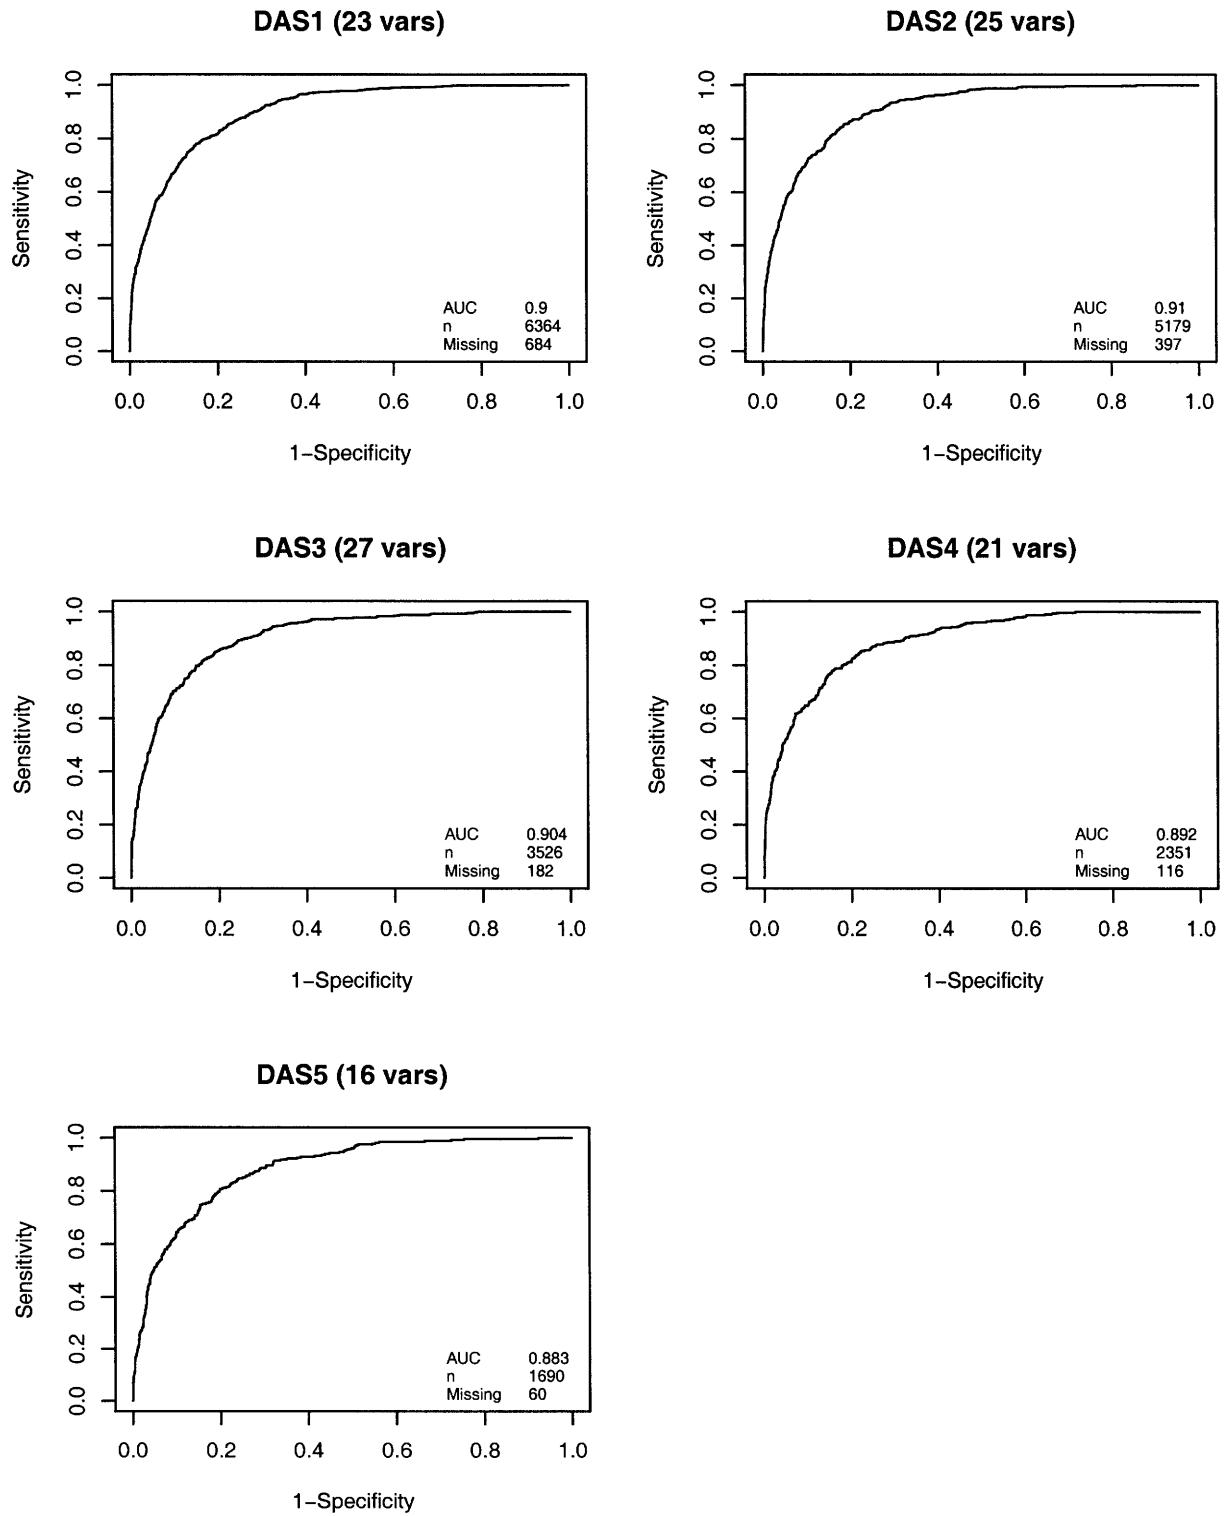 DAS1 (23 vars)
Sensitivity
1.0
0.8
0.6
0.4
0.2
0.0
AUC 0.9
n 6364
Missing 684
0.0 0.2 0.4 0.6 0.8 1.0
1−Specificity
DAS2 (25 vars)
Sensitivity
1.0
0.8
0.6
0.4
0.2
0.0
AUC 0.91
n 5179
Missing 397
0.0 0.2 0.4 0.6 0.8 1.0
1−Specificity
DAS3 (27 vars)
Sensitivity
1.0
0.8
0.6
0.4
0.2
0.0
AUC 0.904
n 3526
Missing 182
0.0 0.2 0.4 0.6 0.8 1.0
1−Specificity
DAS4 (21 vars)
Sensitivity
1.0
0.8
0.6
0.4
0.2
0.0
AUC 0.892
n 2351
Missing 116
0.0 0.2 0.4 0.6 0.8 1.0
1−Specificity
DAS5 (16 vars)
Sensitivity
1.0
0.8
0.6
0.4
0.2
0.0
AUC 0.883
n 1690
Missing 60
0.0 0.2 0.4 0.6 0.8 1.0
1−Specificity